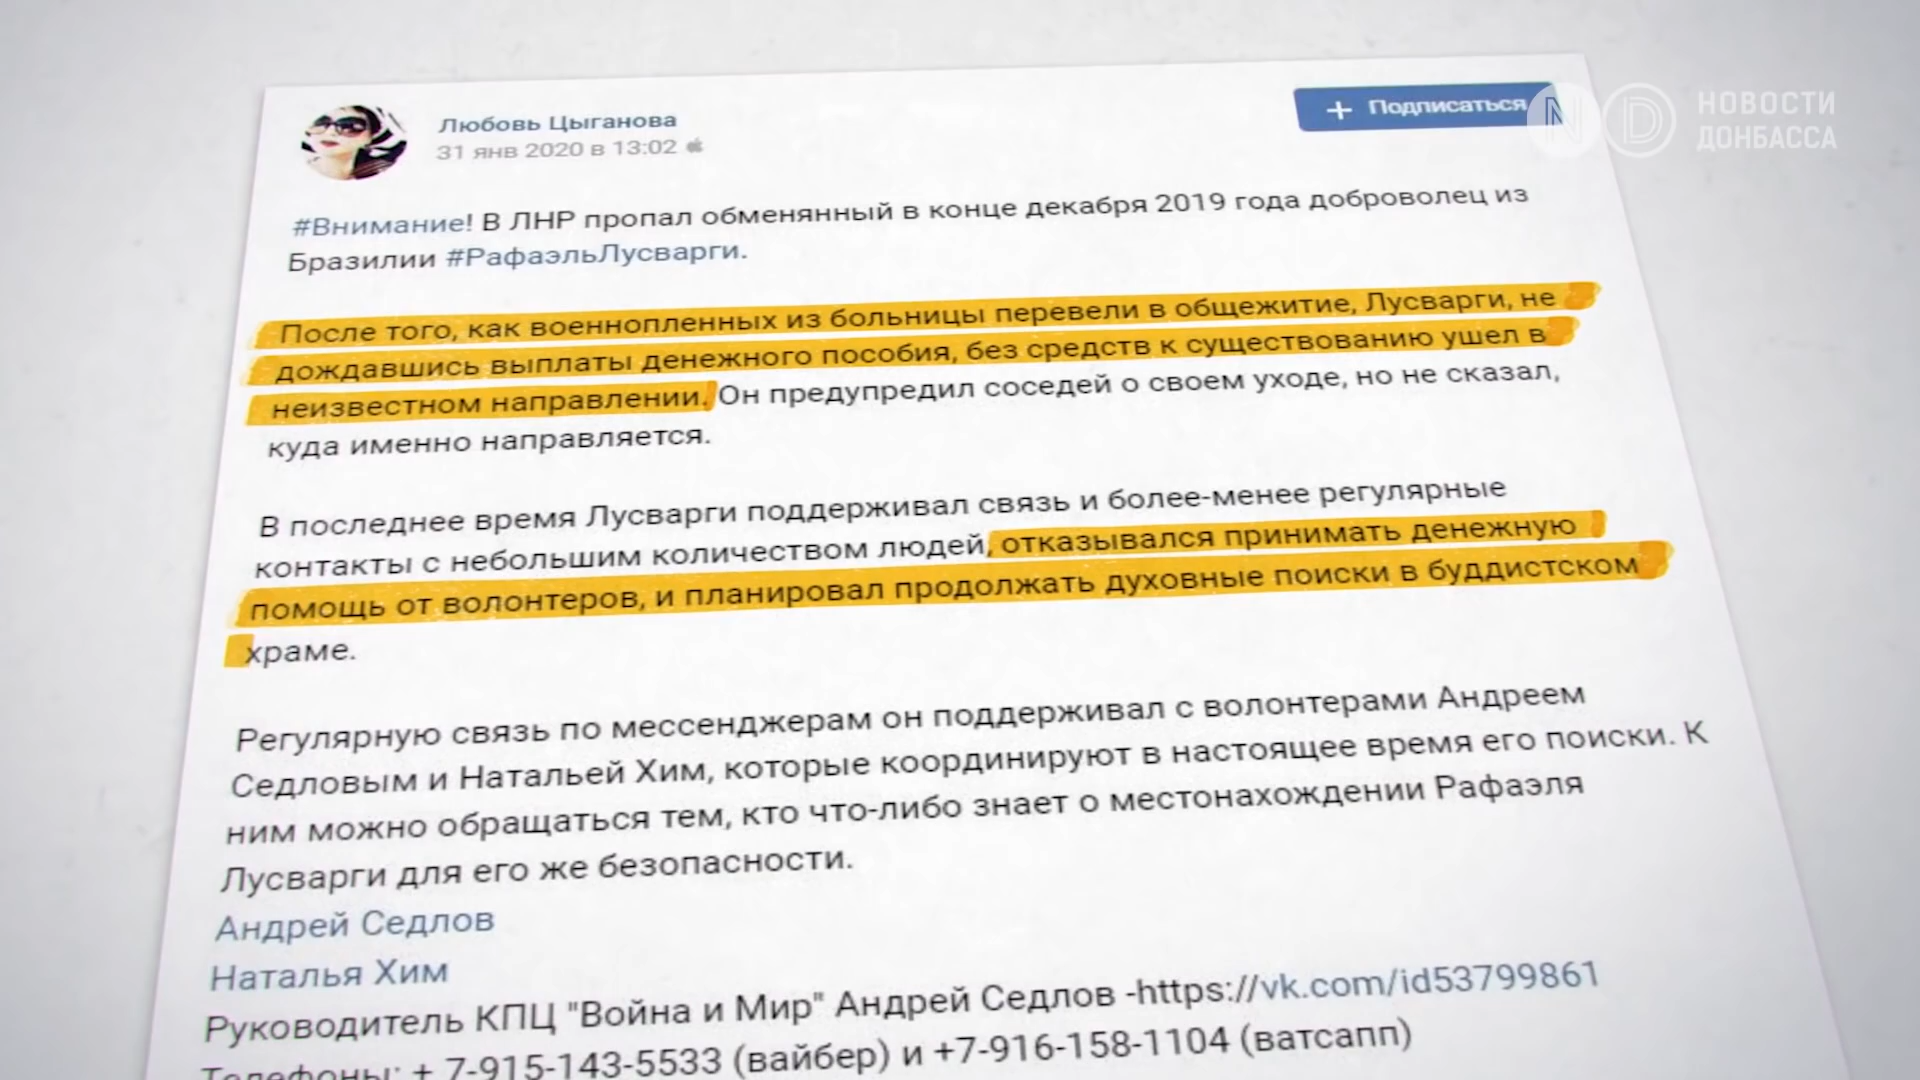 Любовь Цыганова
31 янв 2020 в 13:02
+ Подписаться
ND НОВОСТИ
ДОНБАССА
#Внимание! В ЛНР пропал обменянный в конце декабря 2019 года доброволец из
Бразилии #РафаэльЛусварги.
После того, как военнопленных из больницы перевели в общежитие, Лусварги, не
дождавшись выплаты денежного пособия, без средств к существованию ушел в
неизвестном направлении. Он предупредил соседей о своем уходе, но не сказал,
куда именно направляется.
В последнее время Лусварги поддерживал связь и более-менее регулярные
контакты с небольшим количеством людей, отказывался принимать денежную
помощь от волонтеров, и планировал продолжать духовные поиски в буддистском
храме.
Регулярную связь по мессенджерам он поддерживал с волонтерами Андреем
Седловым и Натальей Хим, которые координируют в настоящее время его поиски. К
ним можно обращаться тем, кто что-либо знает о местонахождении Рафаэля
Лусварги для его же безопасности.
Андрей Седлов
Наталья Хим
Руководитель КПЦ "Война и Мир" Андрей Седлов -https://vk.com/id53799861
Телефоны: + 7-915-143-5533 (вайбер) и +7-916-158-1104 (ватсапп)